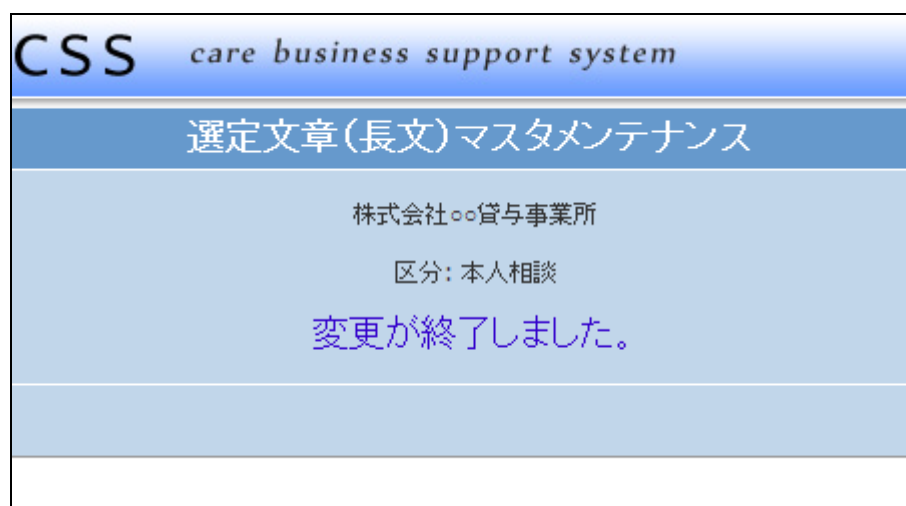 CSS care business support system
選定文章(長文)マスタメンテナンス
株式会社○○貸与事業所
区分: 本人相談
変更が終了しました。